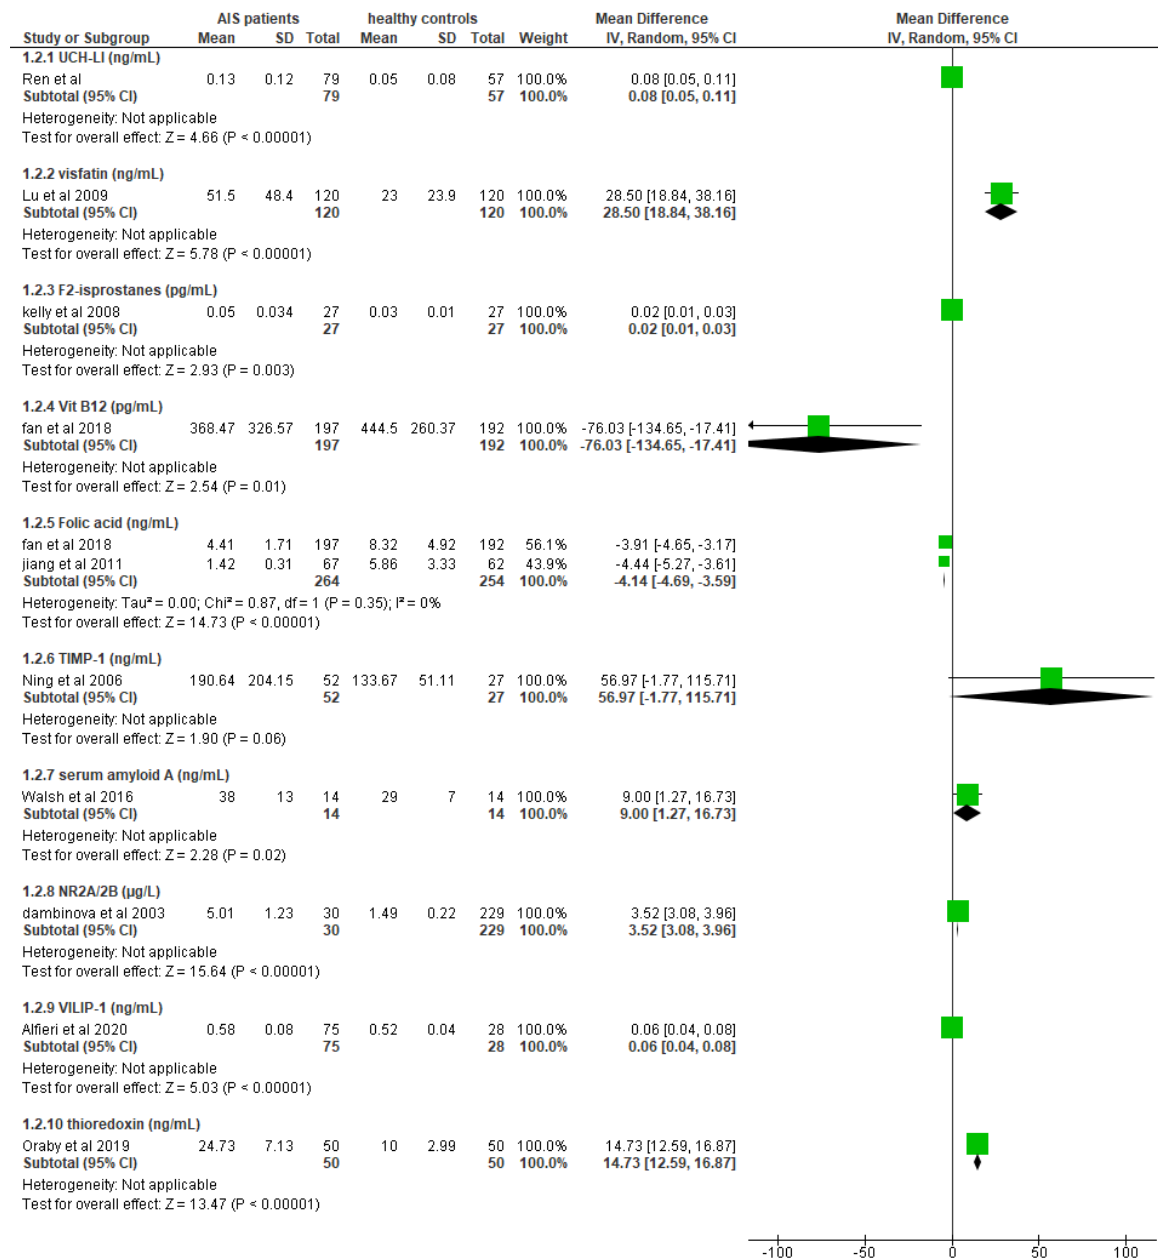 AIS patients healthy controls Mean Difference Mean Difference
Study or Subgroup Mean SD Total Mean SD Total Weight IV, Random, 95% CI IV, Random, 95% CI
1.2.1 UCH-LI (ng/mL)
Ren et al 0.13 0.12 79 0.05 0.08 57 100.0% 0.08 [0.05, 0.11]
Subtotal (95% CI) 79 57 100.0% 0.08 [0.05, 0.11]
Heterogeneity: Not applicable
Test for overall effect: Z = 4.66 (P < 0.00001)
1.2.2 visfatin (ng/mL)
Lu et al 2009 51.5 48.4 120 23 23.9 120 100.0% 28.50 [18.84, 38.16]
Subtotal (95% CI) 120 120 100.0% 28.50 [18.84, 38.16]
Heterogeneity: Not applicable
Test for overall effect: Z = 5.78 (P < 0.00001)
1.2.3 F2-isprostanes (pg/mL)
kelly et al 2008 0.05 0.034 27 0.03 0.01 27 100.0% 0.02 [0.01, 0.03]
Subtotal (95% CI) 27 27 100.0% 0.02 [0.01, 0.03]
Heterogeneity: Not applicable
Test for overall effect: Z = 2.93 (P = 0.003)
1.2.4 Vit B12 (pg/mL)
fan et al 2018 368.47 326.57 197 444.5 260.37 192 100.0% -76.03 [-134.65, -17.41]
Subtotal (95% CI) 197 192 100.0% -76.03 [-134.65, -17.41]
Heterogeneity: Not applicable
Test for overall effect: Z = 2.54 (P = 0.01)
1.2.5 Folic acid (ng/mL)
fan et al 2018 4.41 1.71 197 8.32 4.92 192 56.1% -3.91 [-4.65, -3.17]
jiang et al 2011 1.42 0.31 67 5.86 3.33 62 43.9% -4.44 [-5.27, -3.61]
Subtotal (95% CI) 264 254 100.0% -4.14 [-4.69, -3.59]
Heterogeneity: Tau² = 0.00; Chi² = 0.87, df = 1 (P = 0.35); I² = 0%
Test for overall effect: Z = 14.73 (P < 0.00001)
1.2.6 TIMP-1 (ng/mL)
Ning et al 2006 190.64 204.15 52 133.67 51.11 27 100.0% 56.97 [-1.77, 115.71]
Subtotal (95% CI) 52 27 100.0% 56.97 [-1.77, 115.71]
Heterogeneity: Not applicable
Test for overall effect: Z = 1.90 (P = 0.06)
1.2.7 serum amyloid A (ng/mL)
Walsh et al 2016 38 13 14 29 7 14 100.0% 9.00 [1.27, 16.73]
Subtotal (95% CI) 14 14 100.0% 9.00 [1.27, 16.73]
Heterogeneity: Not applicable
Test for overall effect: Z = 2.28 (P = 0.02)
1.2.8 NR2A/2B (µg/L)
dambinova et al 2003 5.01 1.23 30 1.49 0.22 229 100.0% 3.52 [3.08, 3.96]
Subtotal (95% CI) 30 229 100.0% 3.52 [3.08, 3.96]
Heterogeneity: Not applicable
Test for overall effect: Z = 15.64 (P < 0.00001)
1.2.9 VILIP-1 (ng/mL)
Alfieri et al 2020 0.58 0.08 75 0.52 0.04 28 100.0% 0.06 [0.04, 0.08]
Subtotal (95% CI) 75 28 100.0% 0.06 [0.04, 0.08]
Heterogeneity: Not applicable
Test for overall effect: Z = 5.03 (P < 0.00001)
1.2.10 thioredoxin (ng/mL)
Oraby et al 2019 24.73 7.13 50 10 2.99 50 100.0% 14.73 [12.59, 16.87]
Subtotal (95% CI) 50 50 100.0% 14.73 [12.59, 16.87]
Heterogeneity: Not applicable
Test for overall effect: Z = 13.47 (P < 0.00001)
-100 -50 0 50 100